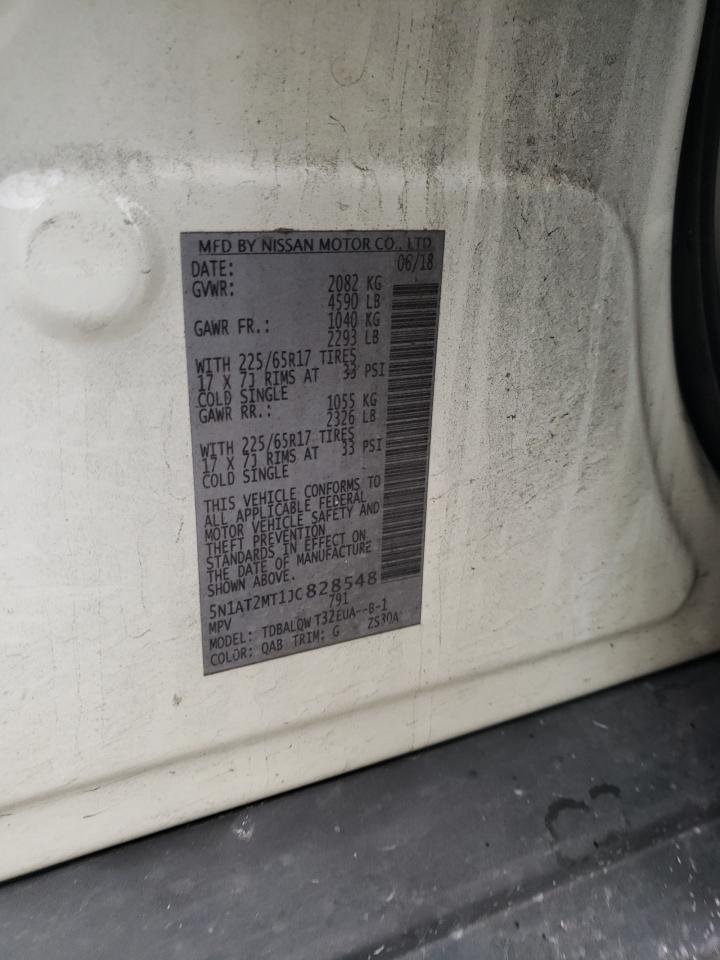 MFD BY NISSAN MOTOR CO., LTD.
DATE: 06/18
GVWR: 2082 KG
4590 LB
GAWR FR.: 1040 KG
2293 LB
WITH 225/65R17 TIRES
17 X 7J RIMS AT 33 PSI
COLD SINGLE
GAWR RR.: 1055 KG
2326 LB
WITH 225/65R17 TIRES
17 X 7J RIMS AT 33 PSI
COLD SINGLE
THIS VEHICLE CONFORMS TO
ALL APPLICABLE FEDERAL
MOTOR VEHICLE SAFETY AND
THEFT PREVENTION
STANDARDS IN EFFECT ON
THE DATE OF MANUFACTURE
SHOWN ABOVE.
5N1AT2MT1JC828548
MPV 791
MODEL: TDBALQW T32EUA--B-1
COLOR: QAB TRIM: G ZS30A